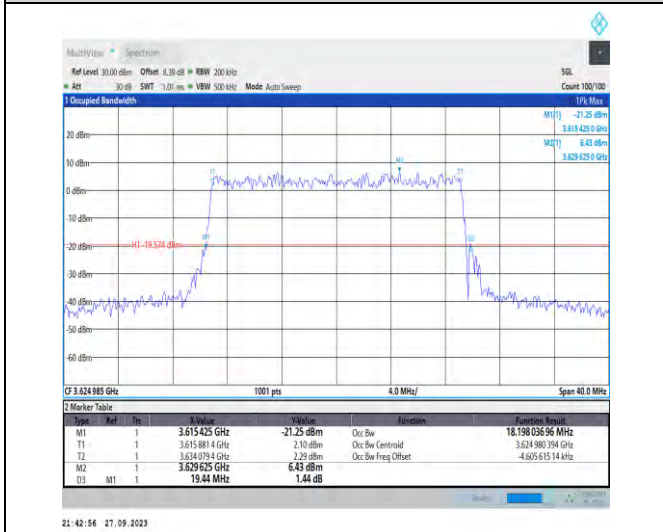 MultiView Spectrum
Ref Level 30.00 dBm Offset 8.39 dB RBW 200 kHz SGL
Att 30 dB SWT 1.01 ms VBW 500 kHz Mode Auto Sweep Count 100/100
1 Occupied Bandwidth 1Pk Max
M1[1] -21.25 dBm
3.615 425 0 GHz
M2[1] 6.43 dBm
3.629 625 0 GHz
20 dBm
10 dBm
0 dBm
-10 dBm
-20 dBm
-30 dBm
-40 dBm
-50 dBm
-60 dBm
T1 M2 T2
M1 D3
H1 -19.574 dBm
CF 3.624 985 GHz 1001 pts 4.0 MHz/ Span 40.0 MHz
2 Marker Table
Type Ref Trc X-Value Y-Value Function Function Result
M1 1 3.615425 GHz -21.25 dBm Occ Bw 18.198 036 96 MHz
T1 1 3.615 881 4 GHz 2.10 dBm Occ Bw Centroid 3.624 980 394 GHz
T2 1 3.634 079 4 GHz 2.29 dBm Occ Bw Freq Offset -4.605 615 14 kHz
M2 1 3.629625 GHz 6.43 dBm
D3 M1 1 19.44 MHz 1.44 dB
21:42:56 27.09.2023